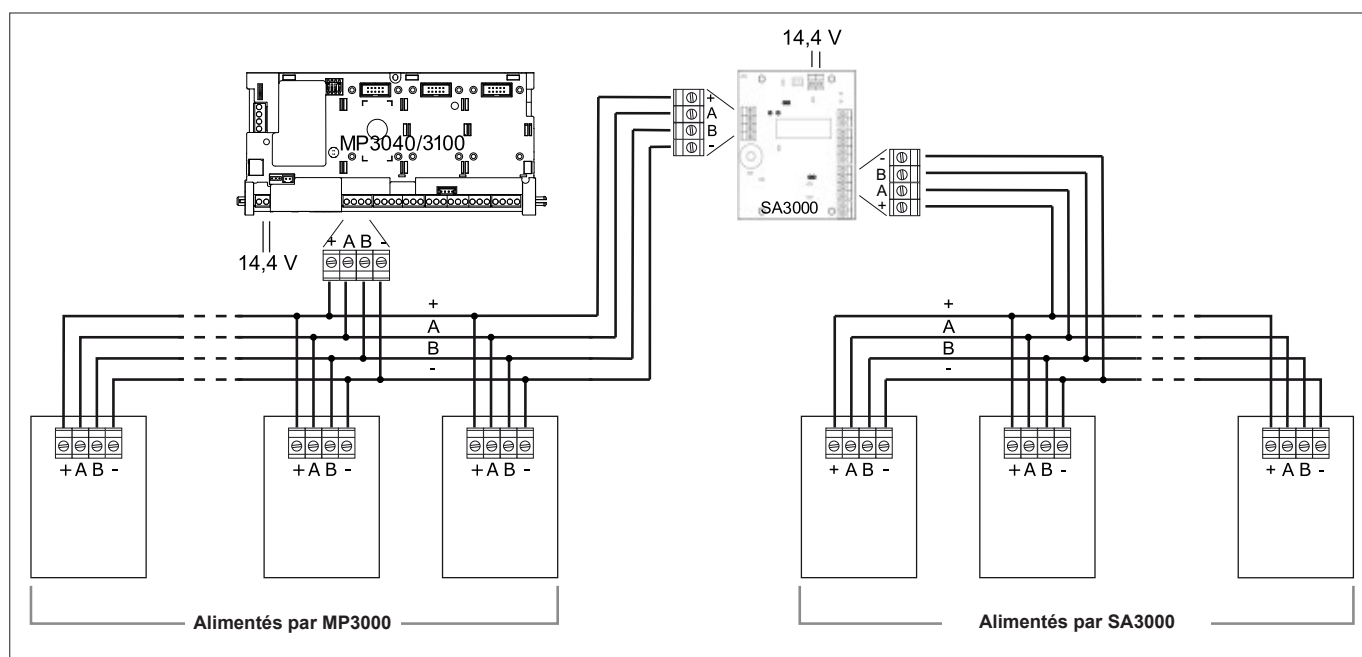 14,4 V
MP3040/3100
+
A
B
-
SA3000
-
B
A
+
+ A B -
14,4 V
+
A
B
-
+
A
B
-
+ A B -
+ A B -
+ A B -
+ A B -
+ A B -
+ A B -
Alimentés par MP3000
Alimentés par SA3000